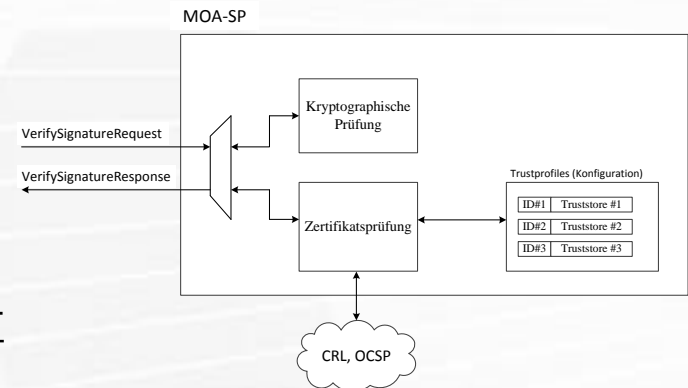 MOA-SP
Kryptographische
Prüfung
VerifySignatureRequest
VerifySignatureResponse
Trustprofiles (Konfiguration)
ID#1 Truststore #1
ID#2 Truststore #2
ID#3 Truststore #3
Zertifikatsprüfung
CRL, OCSP